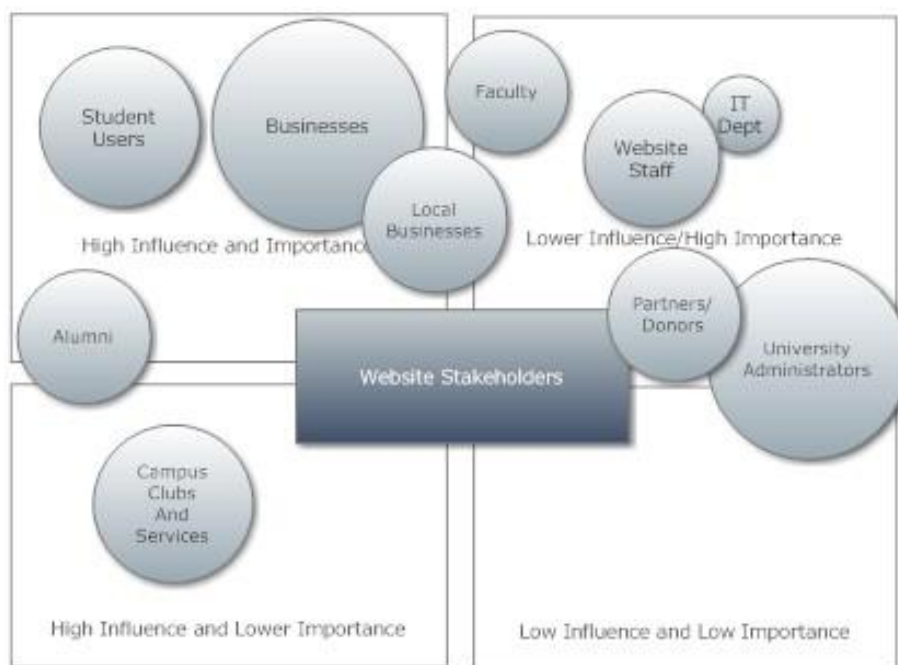 Student
Users
Businesses
Faculty
IT
Dept
Website
Staff
Local
Businesses
High Influence and Importance
Lower Influence/High Importance
Alumni
Partners/
Donors
University
Administrators
Website Stakeholders
Campus
Clubs
And
Services
High Influence and Lower Importance
Low Influence and Low Importance